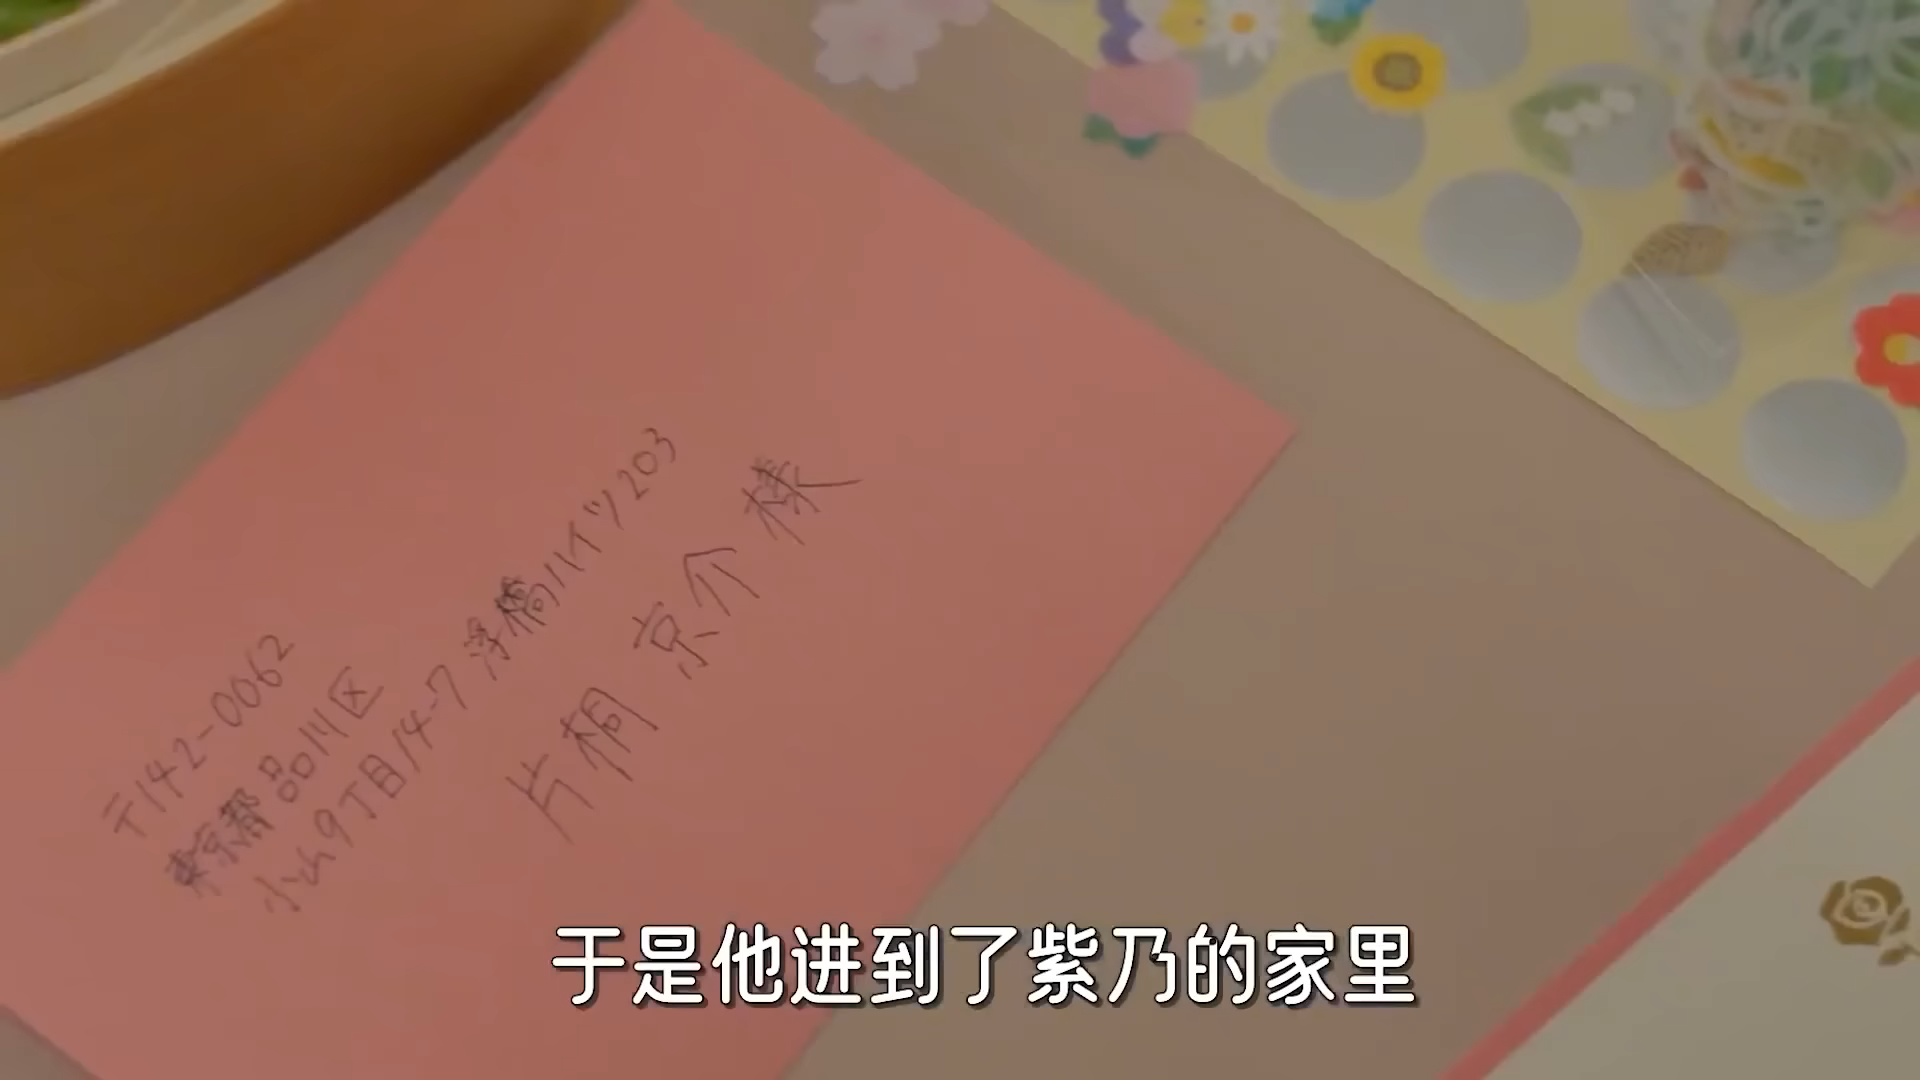 〒142-0062
東京都品川区
小山9丁目14-7 浮橋ハイツ203
片桐 京介 様
于是他进到了紫乃的家里